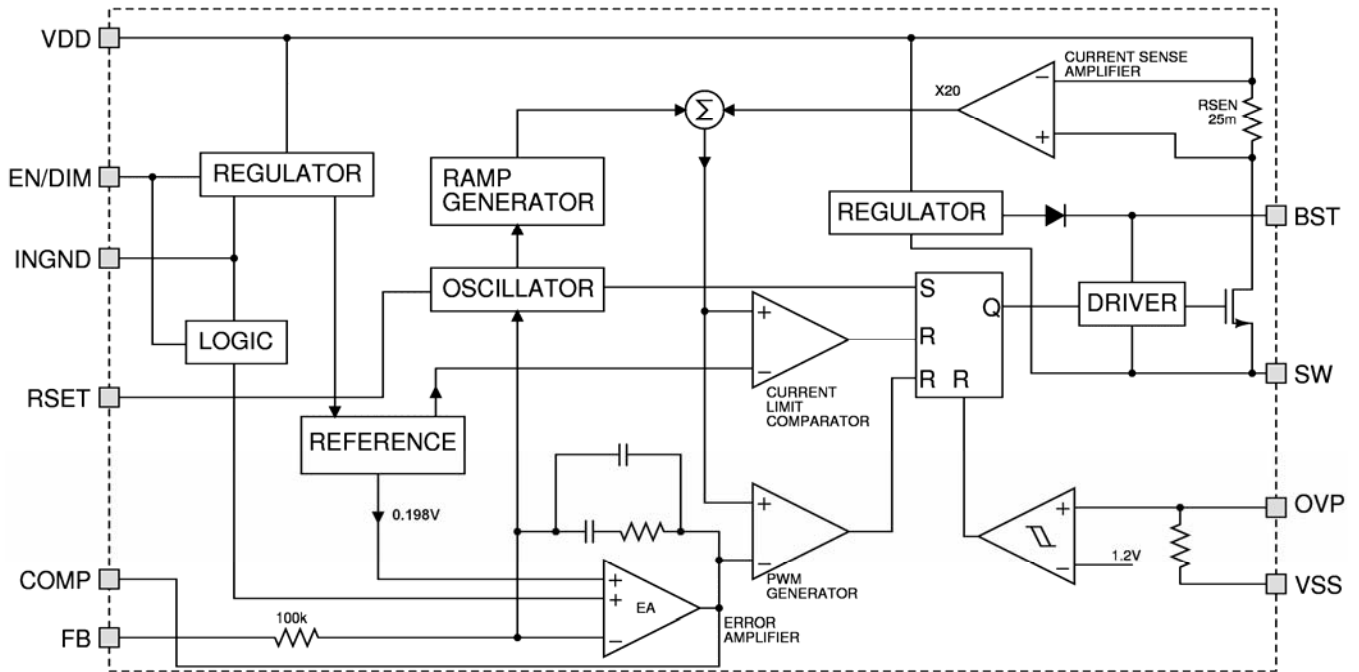 VDD
CURRENT SENSE
AMPLIFIER
X20
−
+
RSEN
25m
Σ
EN/DIM
REGULATOR
RAMP
GENERATOR
REGULATOR
BST
INGND
OSCILLATOR
S
Q
R
R R
DRIVER
LOGIC
+
−
CURRENT
LIMIT
COMPARATOR
SW
RSET
REFERENCE
0.198V
+
−
PWM
GENERATOR
+
−
1.2V
OVP
VSS
COMP
+
+
−
EA
ERROR
AMPLIFIER
FB
100k